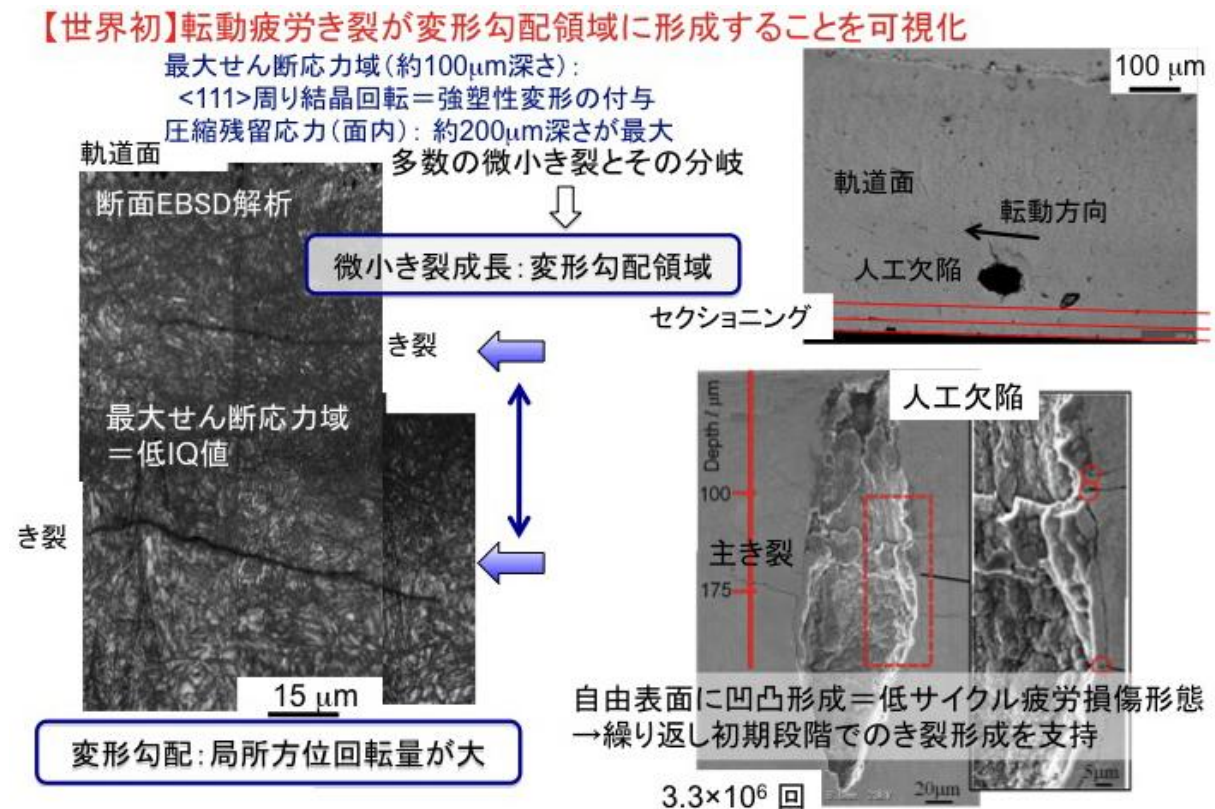 【世界初】転動疲労き裂が変形勾配領域に形成することを可視化
最大せん断応力域(約100μm深さ):
<111>周り結晶回転=強塑性変形の付与
圧縮残留応力(面内): 約200μm深さが最大
軌道面
断面EBSD解析
多数の微小き裂とその分岐
微小き裂成長:変形勾配領域
き裂
最大せん断応力域
=低IQ値
き裂
15 μm
変形勾配:局所方位回転量が大
100 μm
軌道面
転動方向
人工欠陥
セクショニング
人工欠陥
Depth / μm
100
主き裂
175
自由表面に凹凸形成=低サイクル疲労損傷形態
→繰り返し初期段階でのき裂形成を支持
20μm
5μm
3.3×10⁶ 回